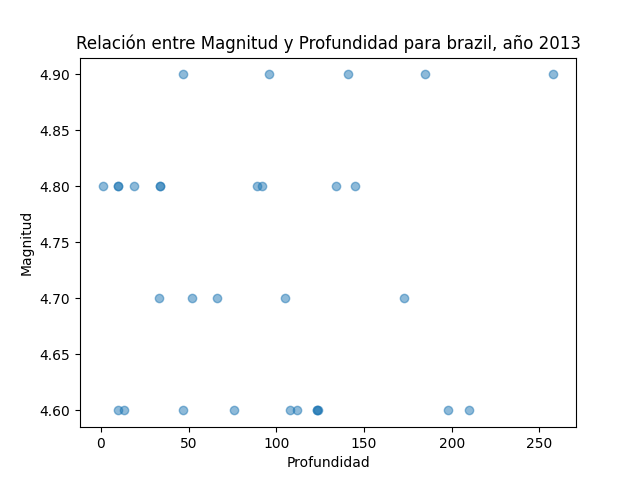 Relación entre Magnitud y Profundidad para brazil, año 2013
4.90
4.85
4.80
4.75
4.70
4.65
4.60
Magnitud
0 50 100 150 200 250
Profundidad